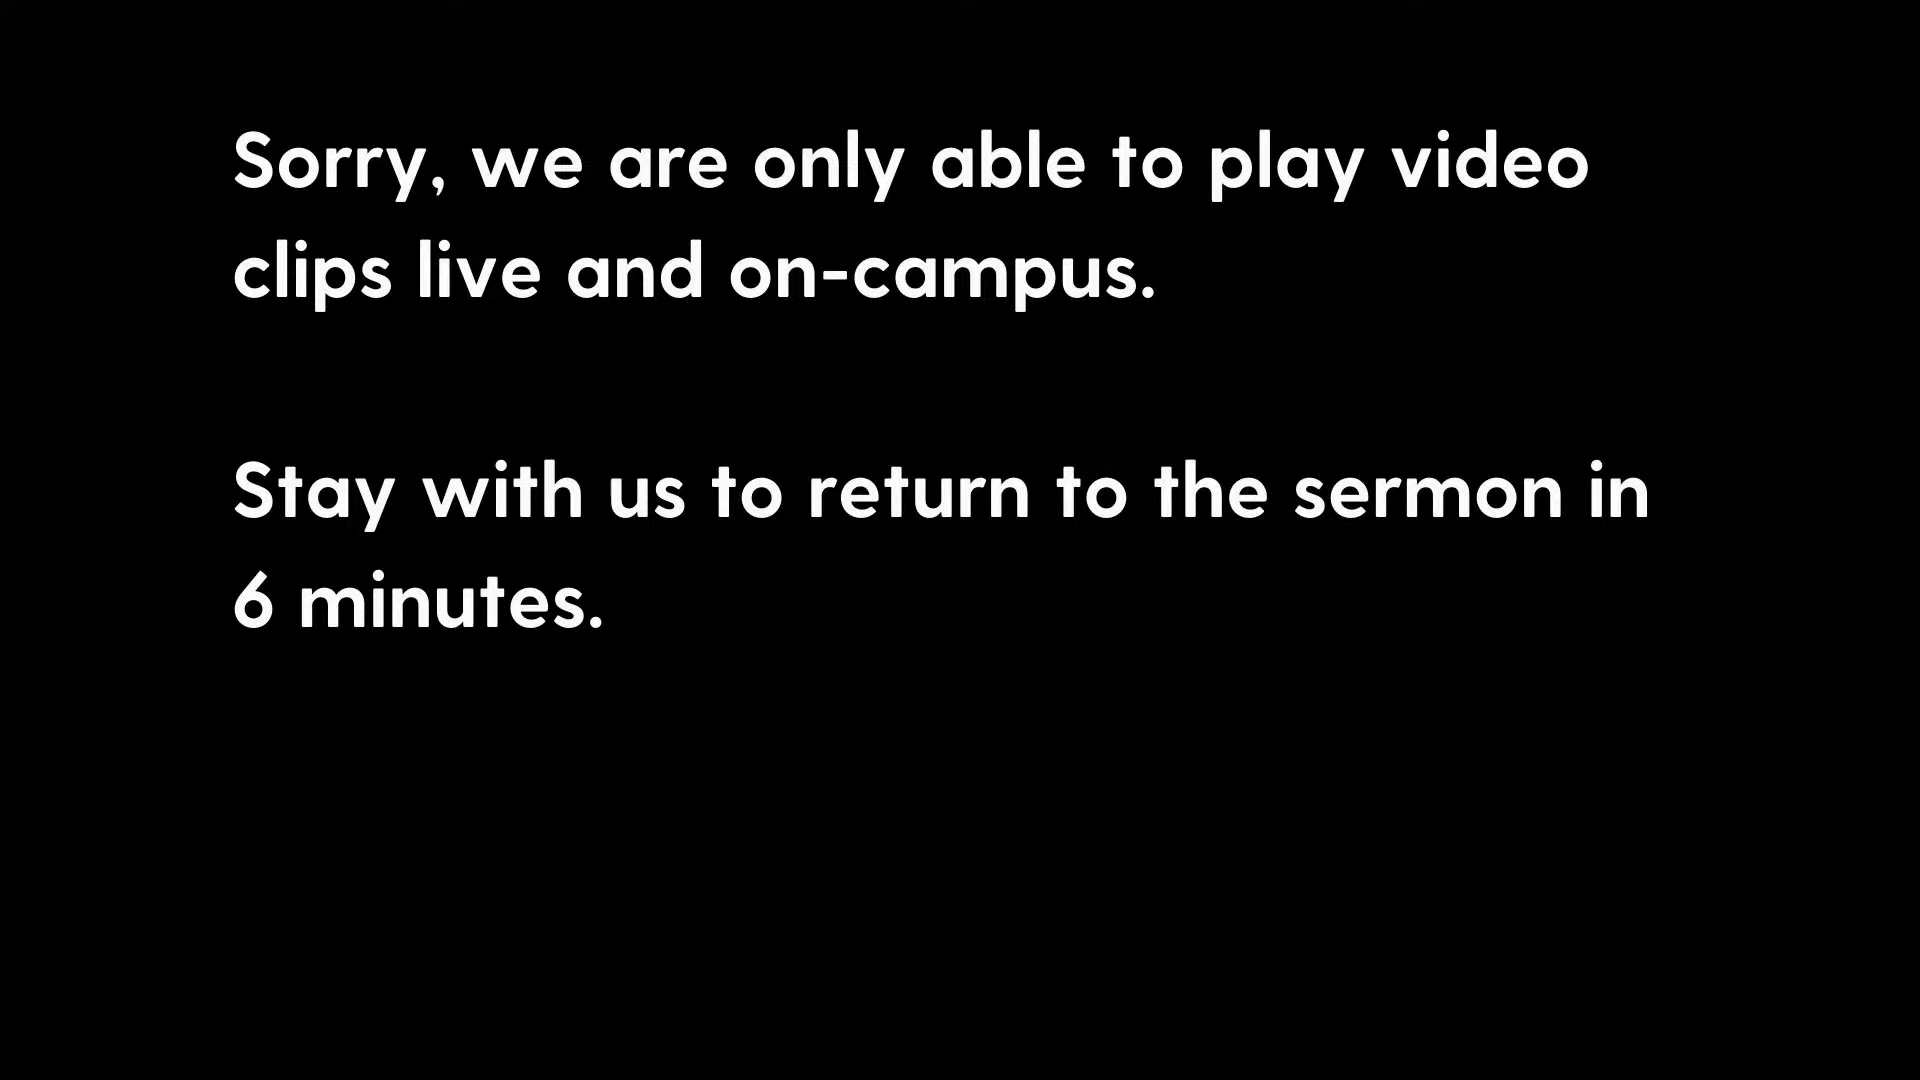 Sorry, we are only able to play video
clips live and on-campus.
Stay with us to return to the sermon in
6 minutes.